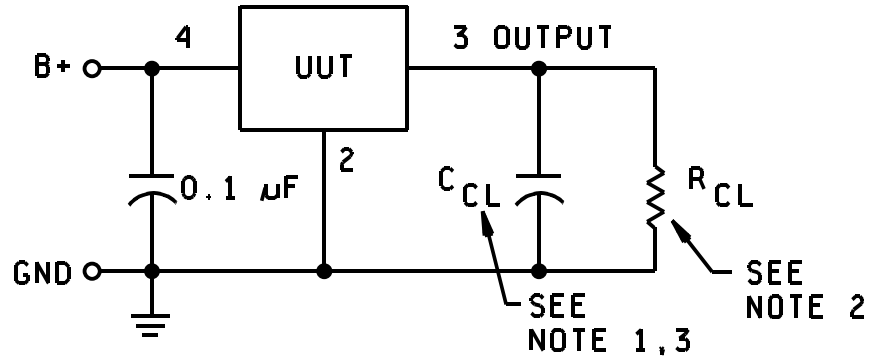 4
3 OUTPUT
B+
UUT
2
0.1 µF
C CL
R CL
GND
SEE
NOTE 2
SEE
NOTE 1,3